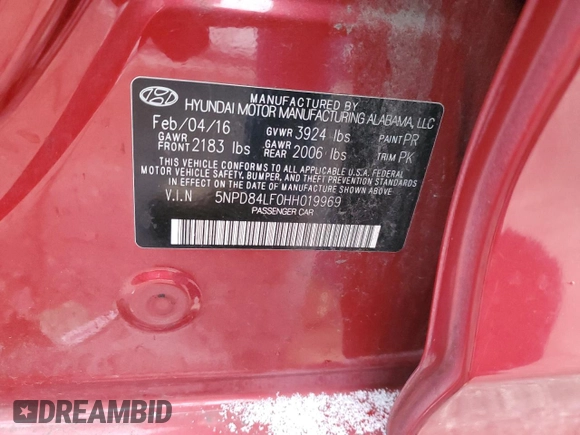 MANUFACTURED BY
HYUNDAI MOTOR MANUFACTURING ALABAMA, LLC
Feb/04/16 GVWR 3924 lbs PAINT PR
GAWR FRONT 2183 lbs GAWR REAR 2006 lbs TRIM PK
THIS VEHICLE CONFORMS TO ALL APPLICABLE U.S.A. FEDERAL
MOTOR VEHICLE SAFETY, BUMPER, AND THEFT PREVENTION STANDARDS
IN EFFECT ON THE DATE OF MANUFACTURE SHOWN ABOVE
V.I.N 5NPD84LF0HH019969
PASSENGER CAR
DREAMBID